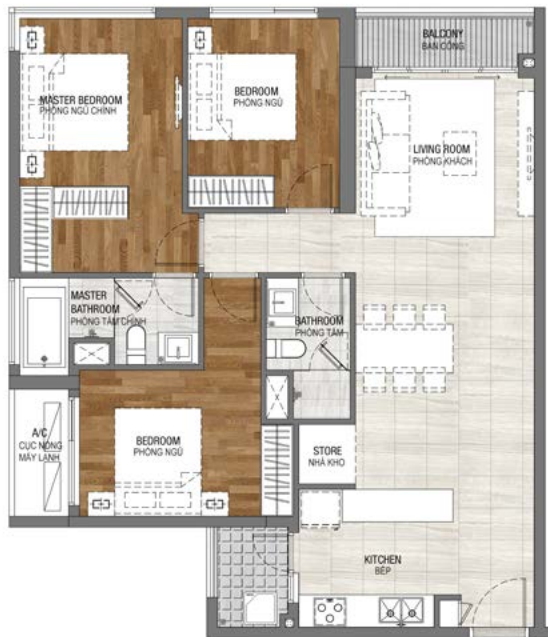 BALCONY
BAN CÔNG
MASTER BEDROOM
PHÒNG NGỦ CHÍNH
BEDROOM
PHÒNG NGỦ
LIVING ROOM
PHÒNG KHÁCH
MASTER
BATHROOM
PHÒNG TẮM CHÍNH
BATHROOM
PHÒNG TẮM
A/C
CỤC NÓNG
MÁY LẠNH
BEDROOM
PHÒNG NGỦ
STORE
NHÀ KHO
KITCHEN
BẾP